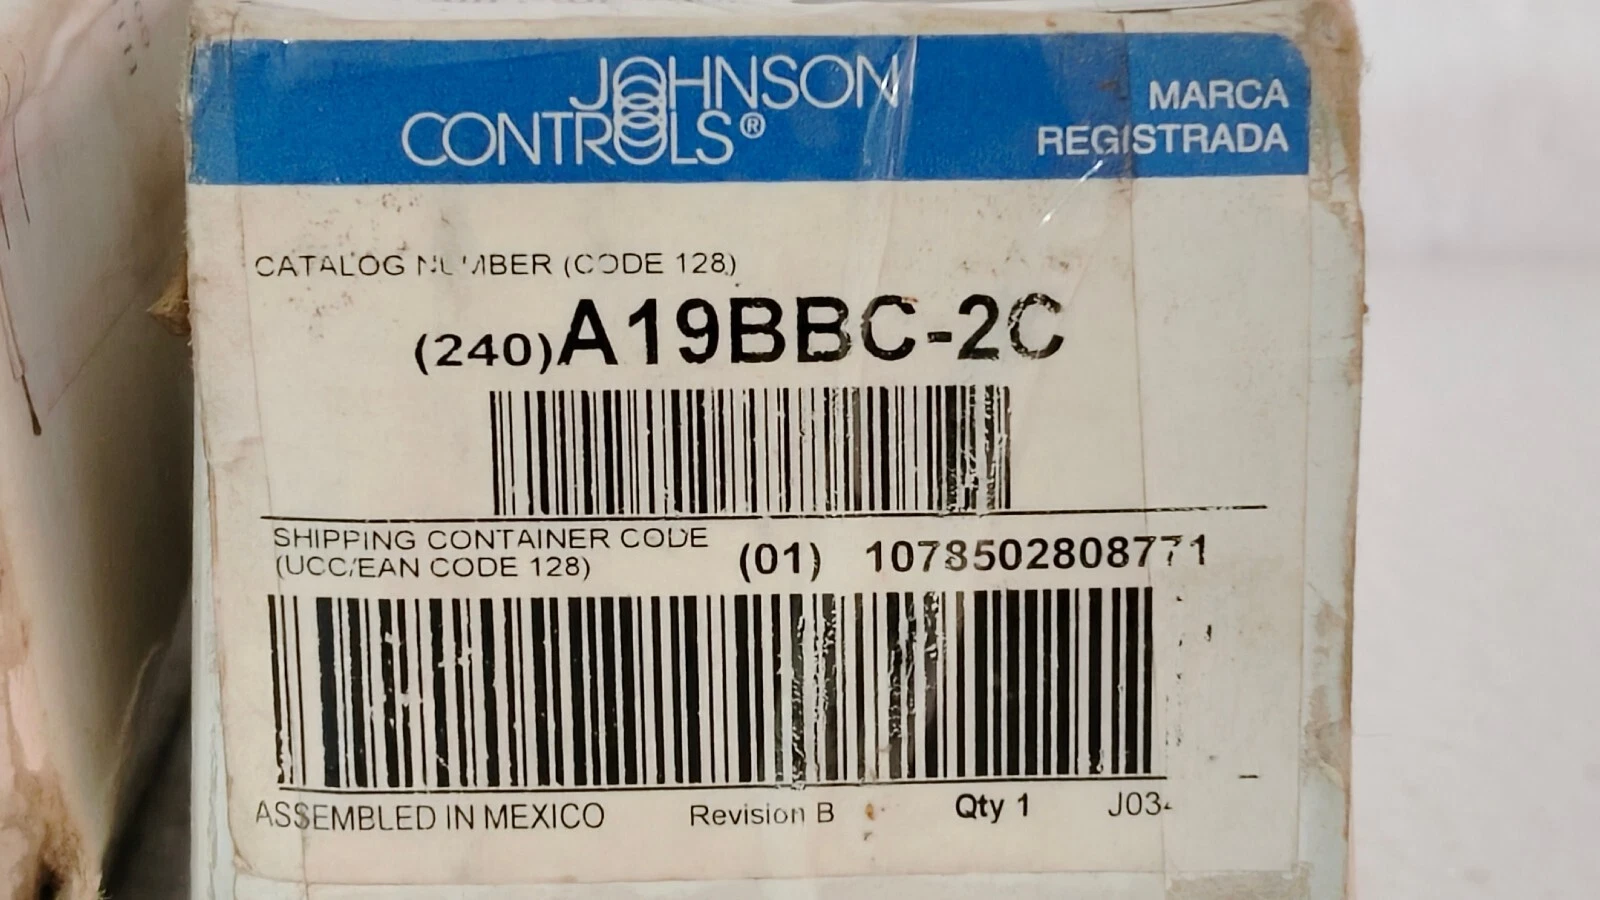 JOHNSON
CONTROLS®
MARCA
REGISTRADA
CATALOG NUMBER (CODE 128)
(240)A19BBC-2C
SHIPPING CONTAINER CODE
(UCC/EAN CODE 128)
(01) 1078502808771
ASSEMBLED IN MEXICO Revision B Qty 1